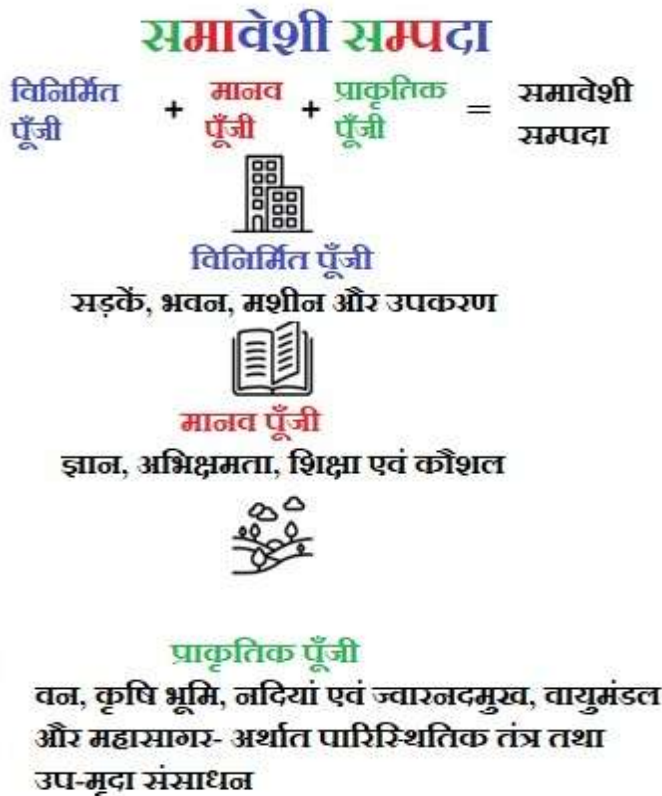 समावेशी सम्पदा
विनिर्मित पूँजी + मानव पूँजी + प्राकृतिक पूँजी = समावेशी सम्पदा
विनिर्मित पूँजी
सड़कें, भवन, मशीन और उपकरण
मानव पूँजी
ज्ञान, अभिक्षमता, शिक्षा एवं कौशल
प्राकृतिक पूँजी
वन, कृषि भूमि, नदियां एवं ज्वारनदमुख, वायुमंडल
और महासागर- अर्थात पारिस्थितिक तंत्र तथा
उप-मृदा संसाधन